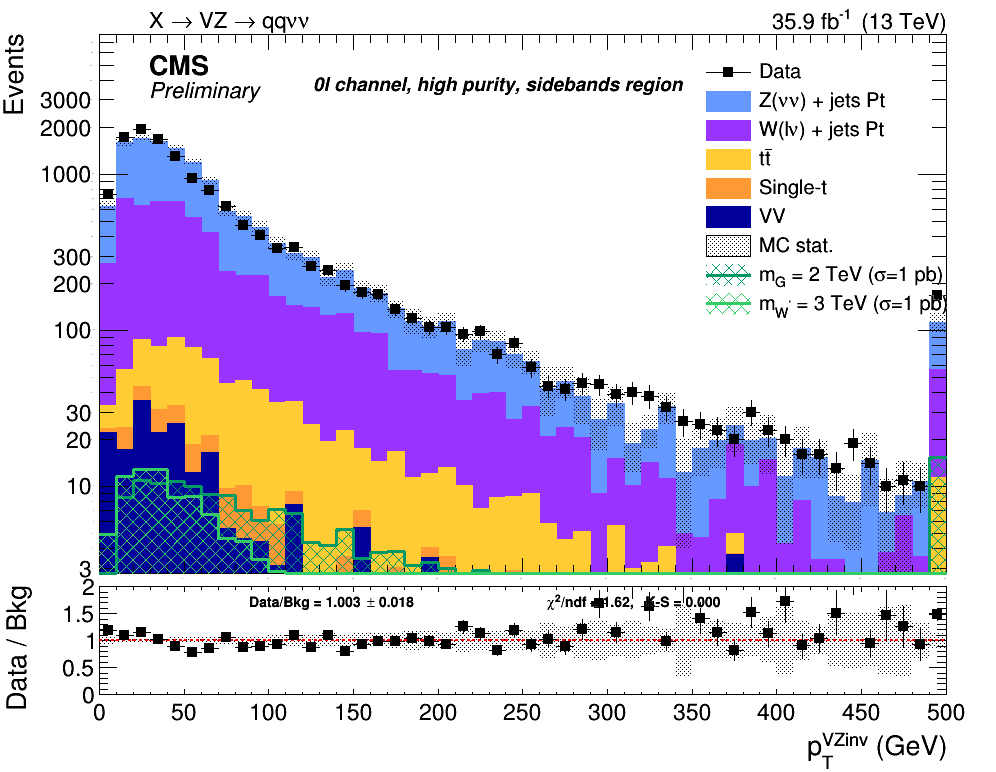 X → VZ → qqνν
35.9 fb⁻¹ (13 TeV)
CMS
Preliminary
0l channel, high purity, sidebands region
Data
Z(νν) + jets Pt
W(lν) + jets Pt
tt̄
Single-t
VV
MC stat.
m_G = 2 TeV (σ=1 pb)
m_W' = 3 TeV (σ=1 pb)
Events
3000
2000
1000
300
200
100
30
20
10
3
Data / Bkg
2
1.5
1
0.5
0
Data/Bkg = 1.003 ± 0.018
χ²/ndf = 1.62, K-S = 0.000
0 50 100 150 200 250 300 350 400 450 500
p_T^VZinv (GeV)